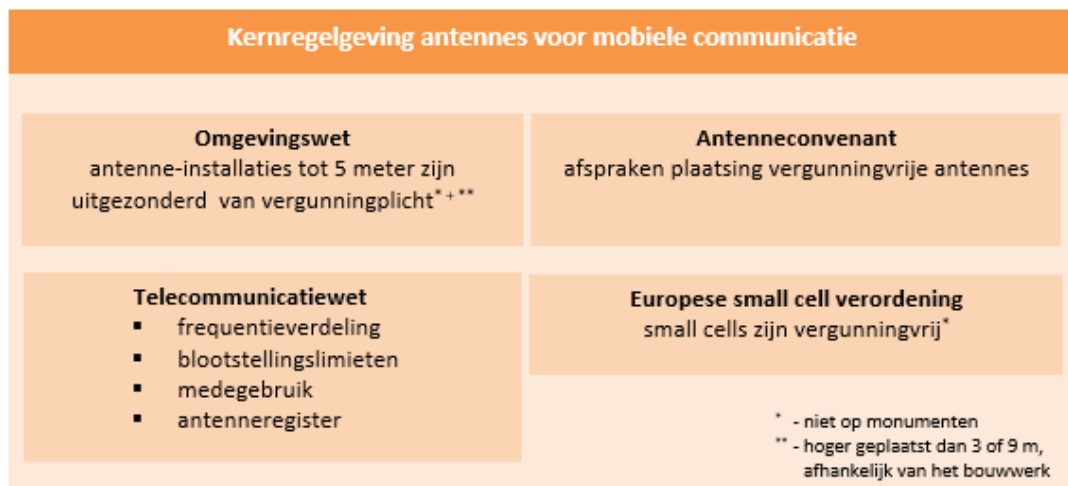 Kernregelgeving antennes voor mobiele communicatie
Omgevingswet
antenne-installaties tot 5 meter zijn
uitgezonderd van vergunningplicht* + **
Antenneconvenant
afspraken plaatsing vergunningvrije antennes
Telecommunicatiewet
▪ frequentieverdeling
▪ blootstellingslimieten
▪ medegebruik
▪ antenneregister
Europese small cell verordening
small cells zijn vergunningvrij*
* - niet op monumenten
** - hoger geplaatst dan 3 of 9 m,
afhankelijk van het bouwwerk